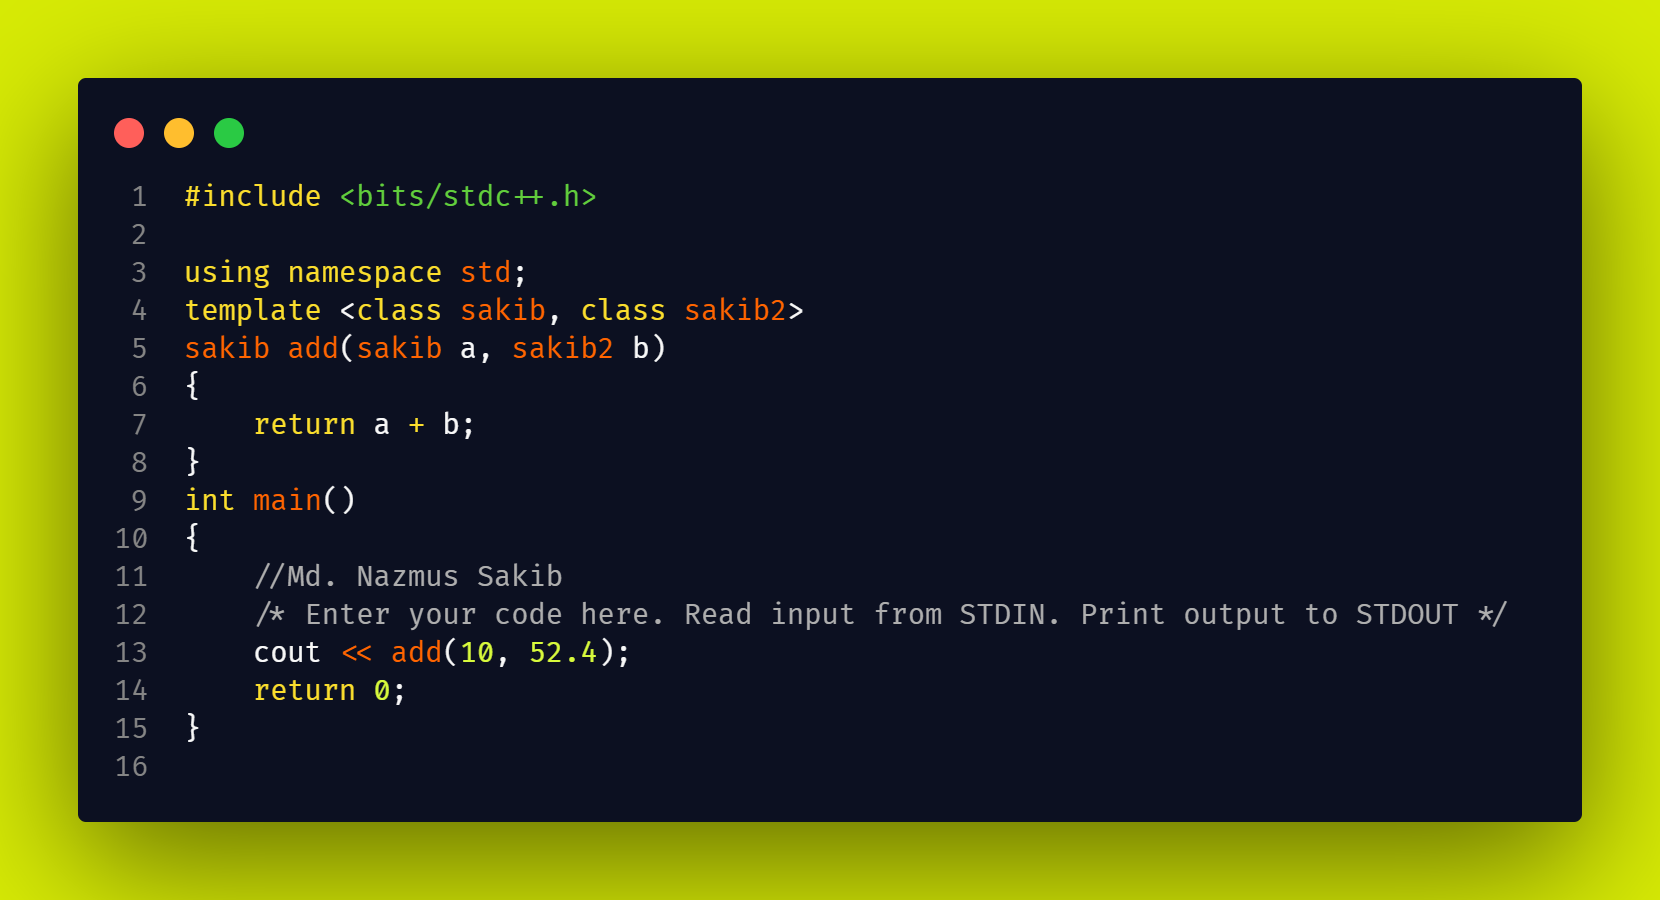 1 #include <bits/stdc++.h>
2
3 using namespace std;
4 template <class sakib, class sakib2>
5 sakib add(sakib a, sakib2 b)
6 {
7     return a + b;
8 }
9 int main()
10 {
11     //Md. Nazmus Sakib
12     /* Enter your code here. Read input from STDIN. Print output to STDOUT */
13     cout << add(10, 52.4);
14     return 0;
15 }
16